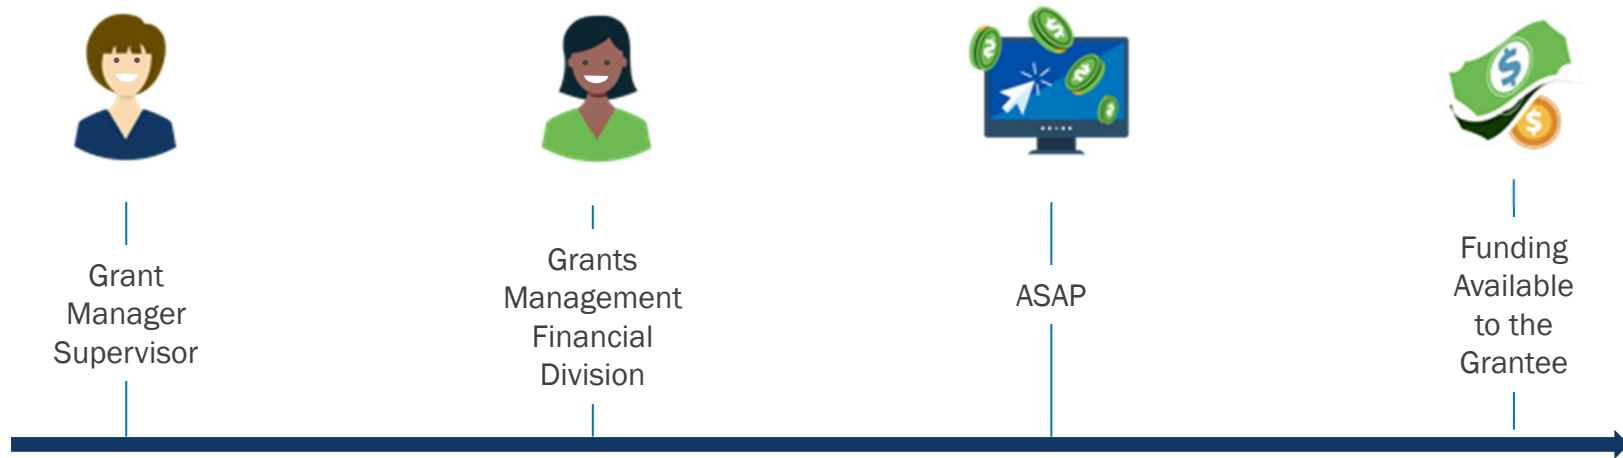 Grant
Manager
Supervisor
Grants
Management
Financial
Division
ASAP
Funding
Available
to the
Grantee